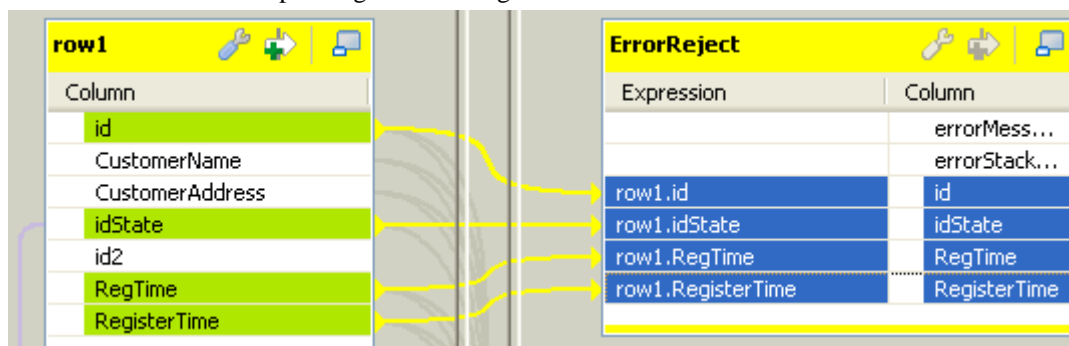 row1
Column
id
CustomerName
CustomerAddress
idState
id2
RegTime
RegisterTime
ErrorReject
Expression Column
errorMess...
errorStack...
row1.id id
row1.idState idState
row1.RegTime RegTime
row1.RegisterTime RegisterTime